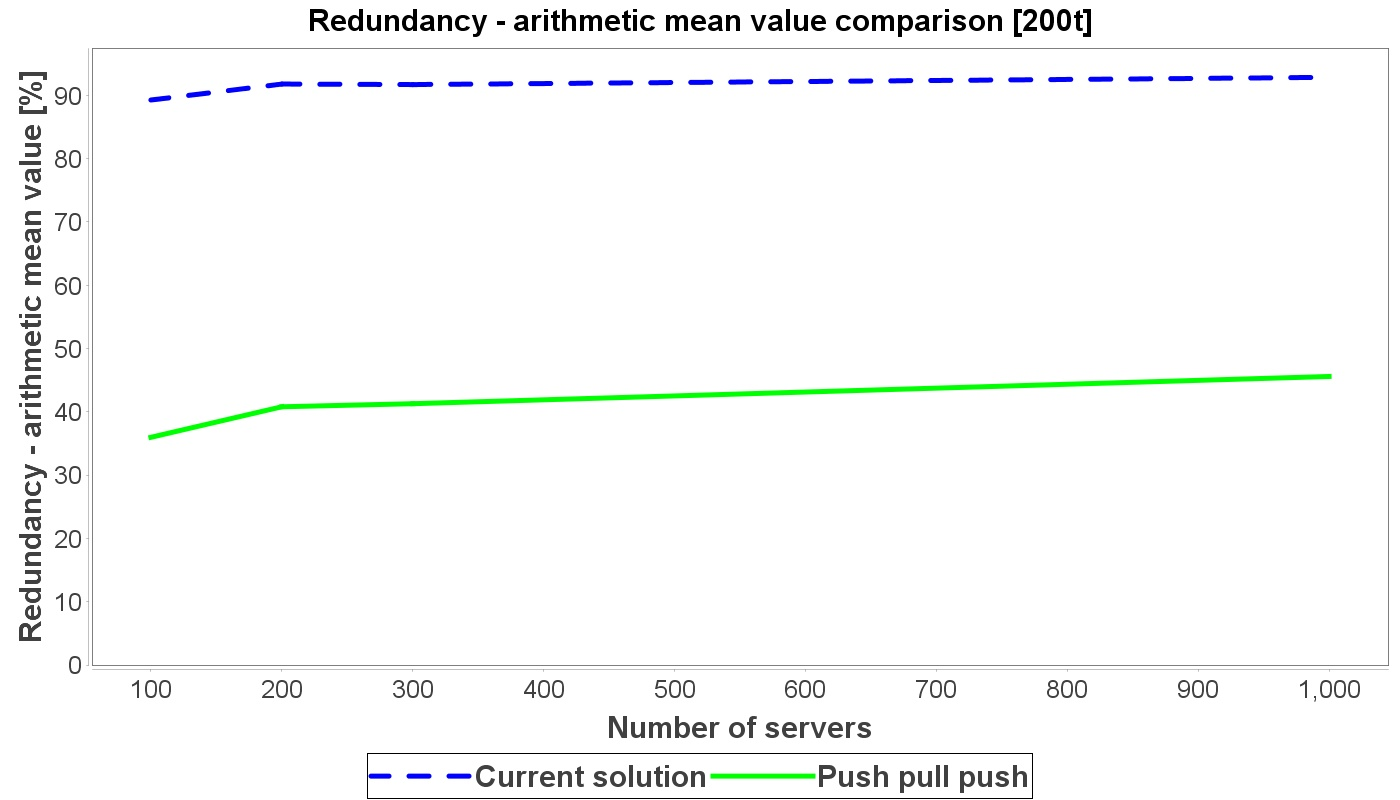 Redundancy - arithmetic mean value comparison [200t]
Redundancy - arithmetic mean value [%]
90
80
70
60
50
40
30
20
10
0
100 200 300 400 500 600 700 800 900 1,000
Number of servers
Current solution Push pull push